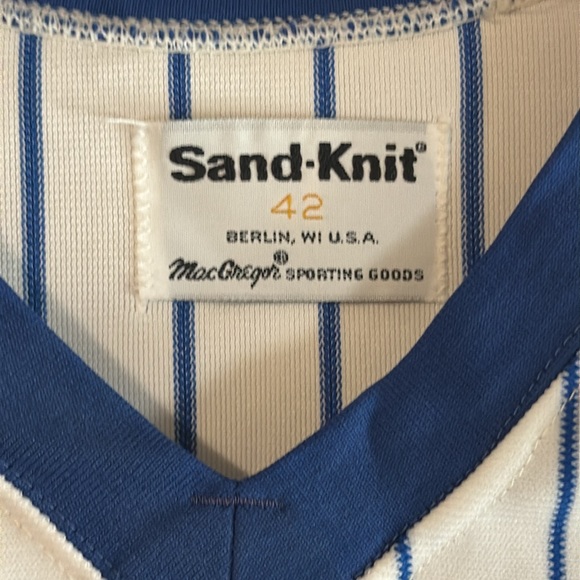 Sand-Knit®
42
BERLIN, WI U.S.A.
MacGregor® SPORTING GOODS